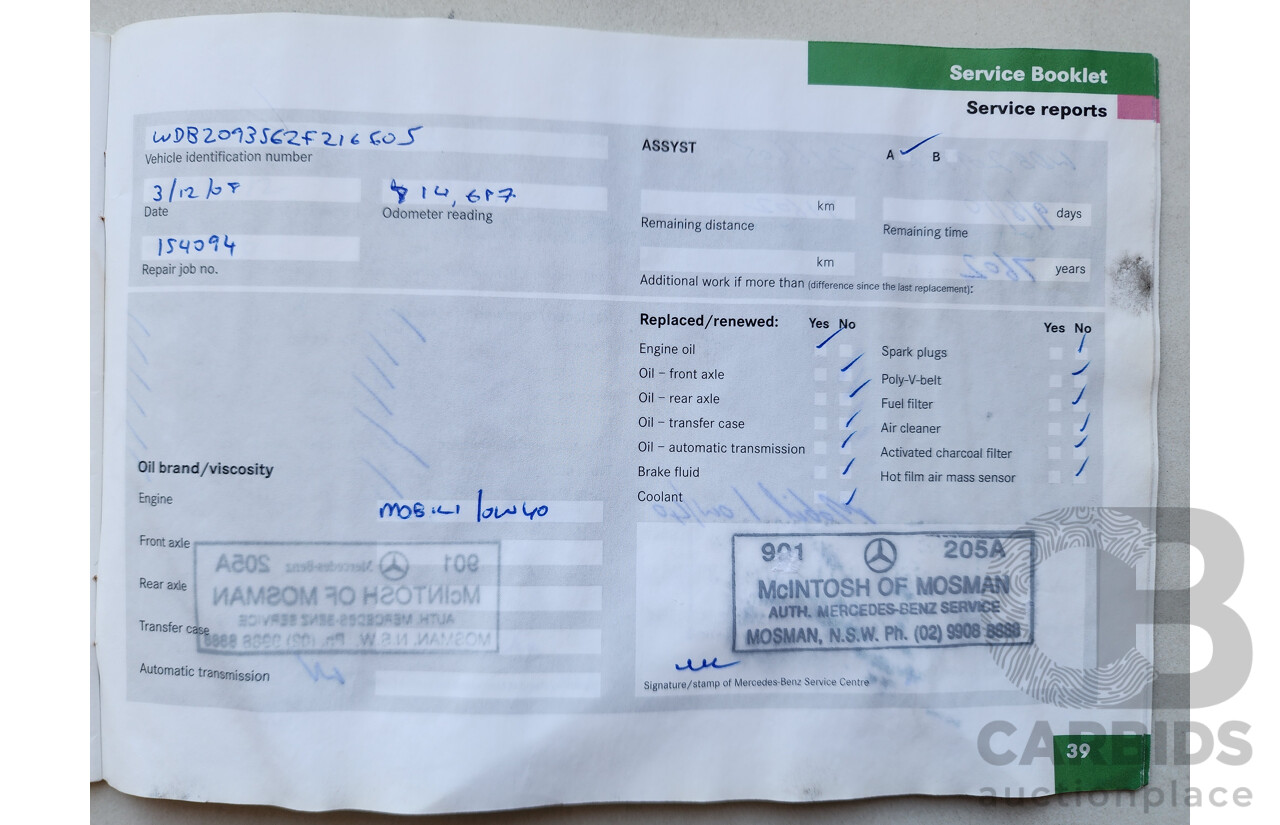 Service Booklet
Service reports
WDB2093562F216605
Vehicle identification number
ASSYST
A B
3/12/08
Date
14,687
Odometer reading
km
Remaining distance
days
Remaining time
154094
Repair job no.
km
years
Additional work if more than (difference since the last replacement):
Replaced/renewed:
Yes No
Engine oil
Oil – front axle
Oil – rear axle
Oil – transfer case
Oil – automatic transmission
Brake fluid
Coolant
Yes No
Spark plugs
Poly-V-belt
Fuel filter
Air cleaner
Activated charcoal filter
Hot film air mass sensor
Oil brand/viscosity
Engine
MOBIL 1 0W40
Front axle
Rear axle
Transfer case
Automatic transmission
901 205A
McINTOSH OF MOSMAN
AUTH. MERCEDES-BENZ SERVICE
MOSMAN, N.S.W. Ph. (02) 9908 8888
Signature/stamp of Mercedes-Benz Service Centre
39
CB
CARBIDS
auctionplace